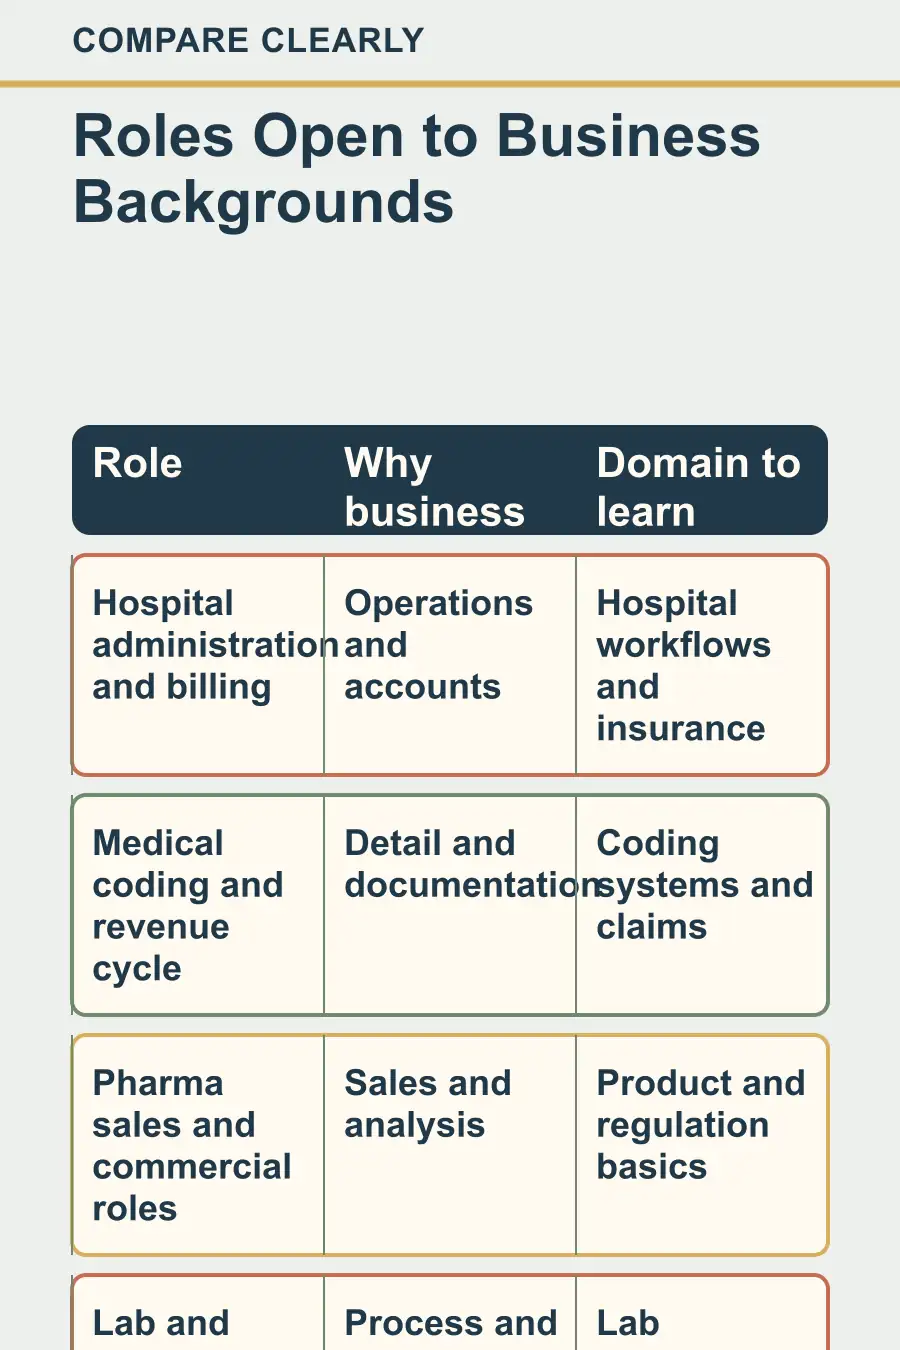 COMPARE CLEARLY
Roles Open to Business
Backgrounds
Role
Why
business
Domain to
learn
Hospital
administration
and billing
Operations
and
accounts
Hospital
workflows
and
insurance
Medical
coding and
revenue
cycle
Detail and
documentation
Coding
systems and
claims
Pharma
sales and
commercial
roles
Sales and
analysis
Product and
regulation
basics
Lab and
Process and
Lab